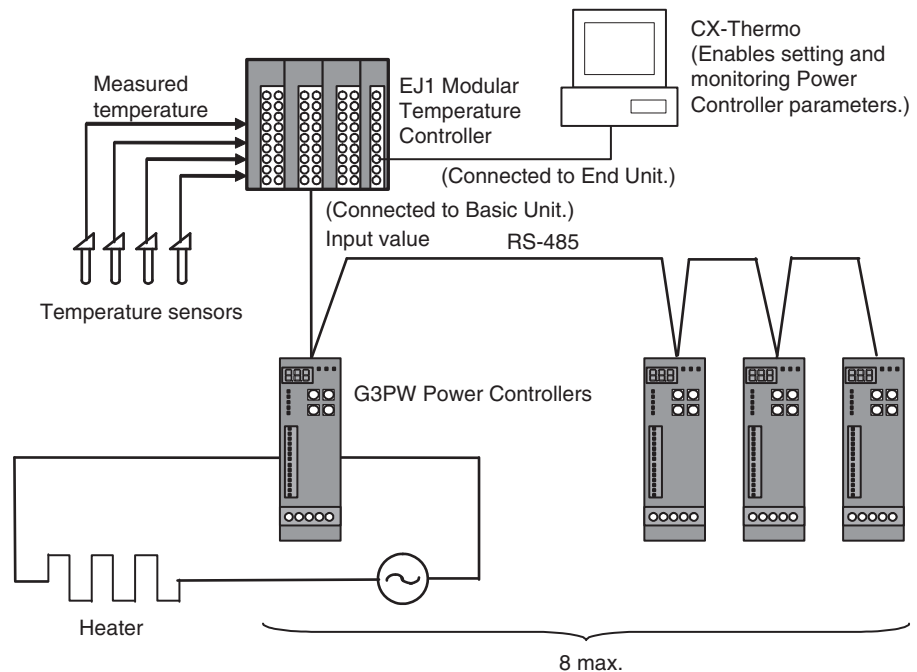 CX-Thermo
(Enables setting and
monitoring Power
Controller parameters.)
Measured
temperature
EJ1 Modular
Temperature
Controller
(Connected to End Unit.)
(Connected to Basic Unit.)
Input value
RS-485
Temperature sensors
G3PW Power Controllers
Heater
8 max.